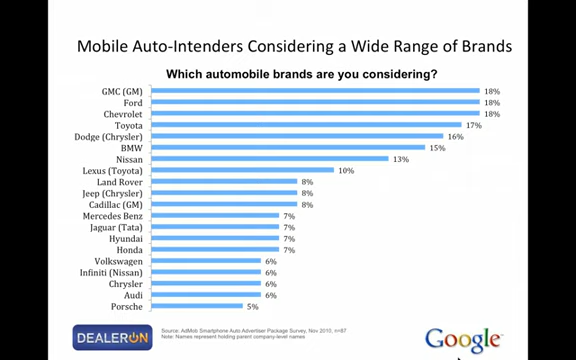 Mobile Auto-Intenders Considering a Wide Range of Brands
Which automobile brands are you considering?
GMC (GM) 18%
Ford 18%
Chevrolet 18%
Toyota 17%
Dodge (Chrysler) 16%
BMW 15%
Nissan 13%
Lexus (Toyota) 10%
Land Rover 8%
Jeep (Chrysler) 8%
Cadillac (GM) 8%
Mercedes Benz 7%
Jaguar (Tata) 7%
Hyundai 7%
Honda 7%
Volkswagen 6%
Infiniti (Nissan) 6%
Chrysler 6%
Audi 6%
Porsche 5%
DEALERON
Source: AdMob Smartphone Auto Advertiser Package Survey, Nov 2010, n=87
Note: Names represent holding parent company-level names
Google